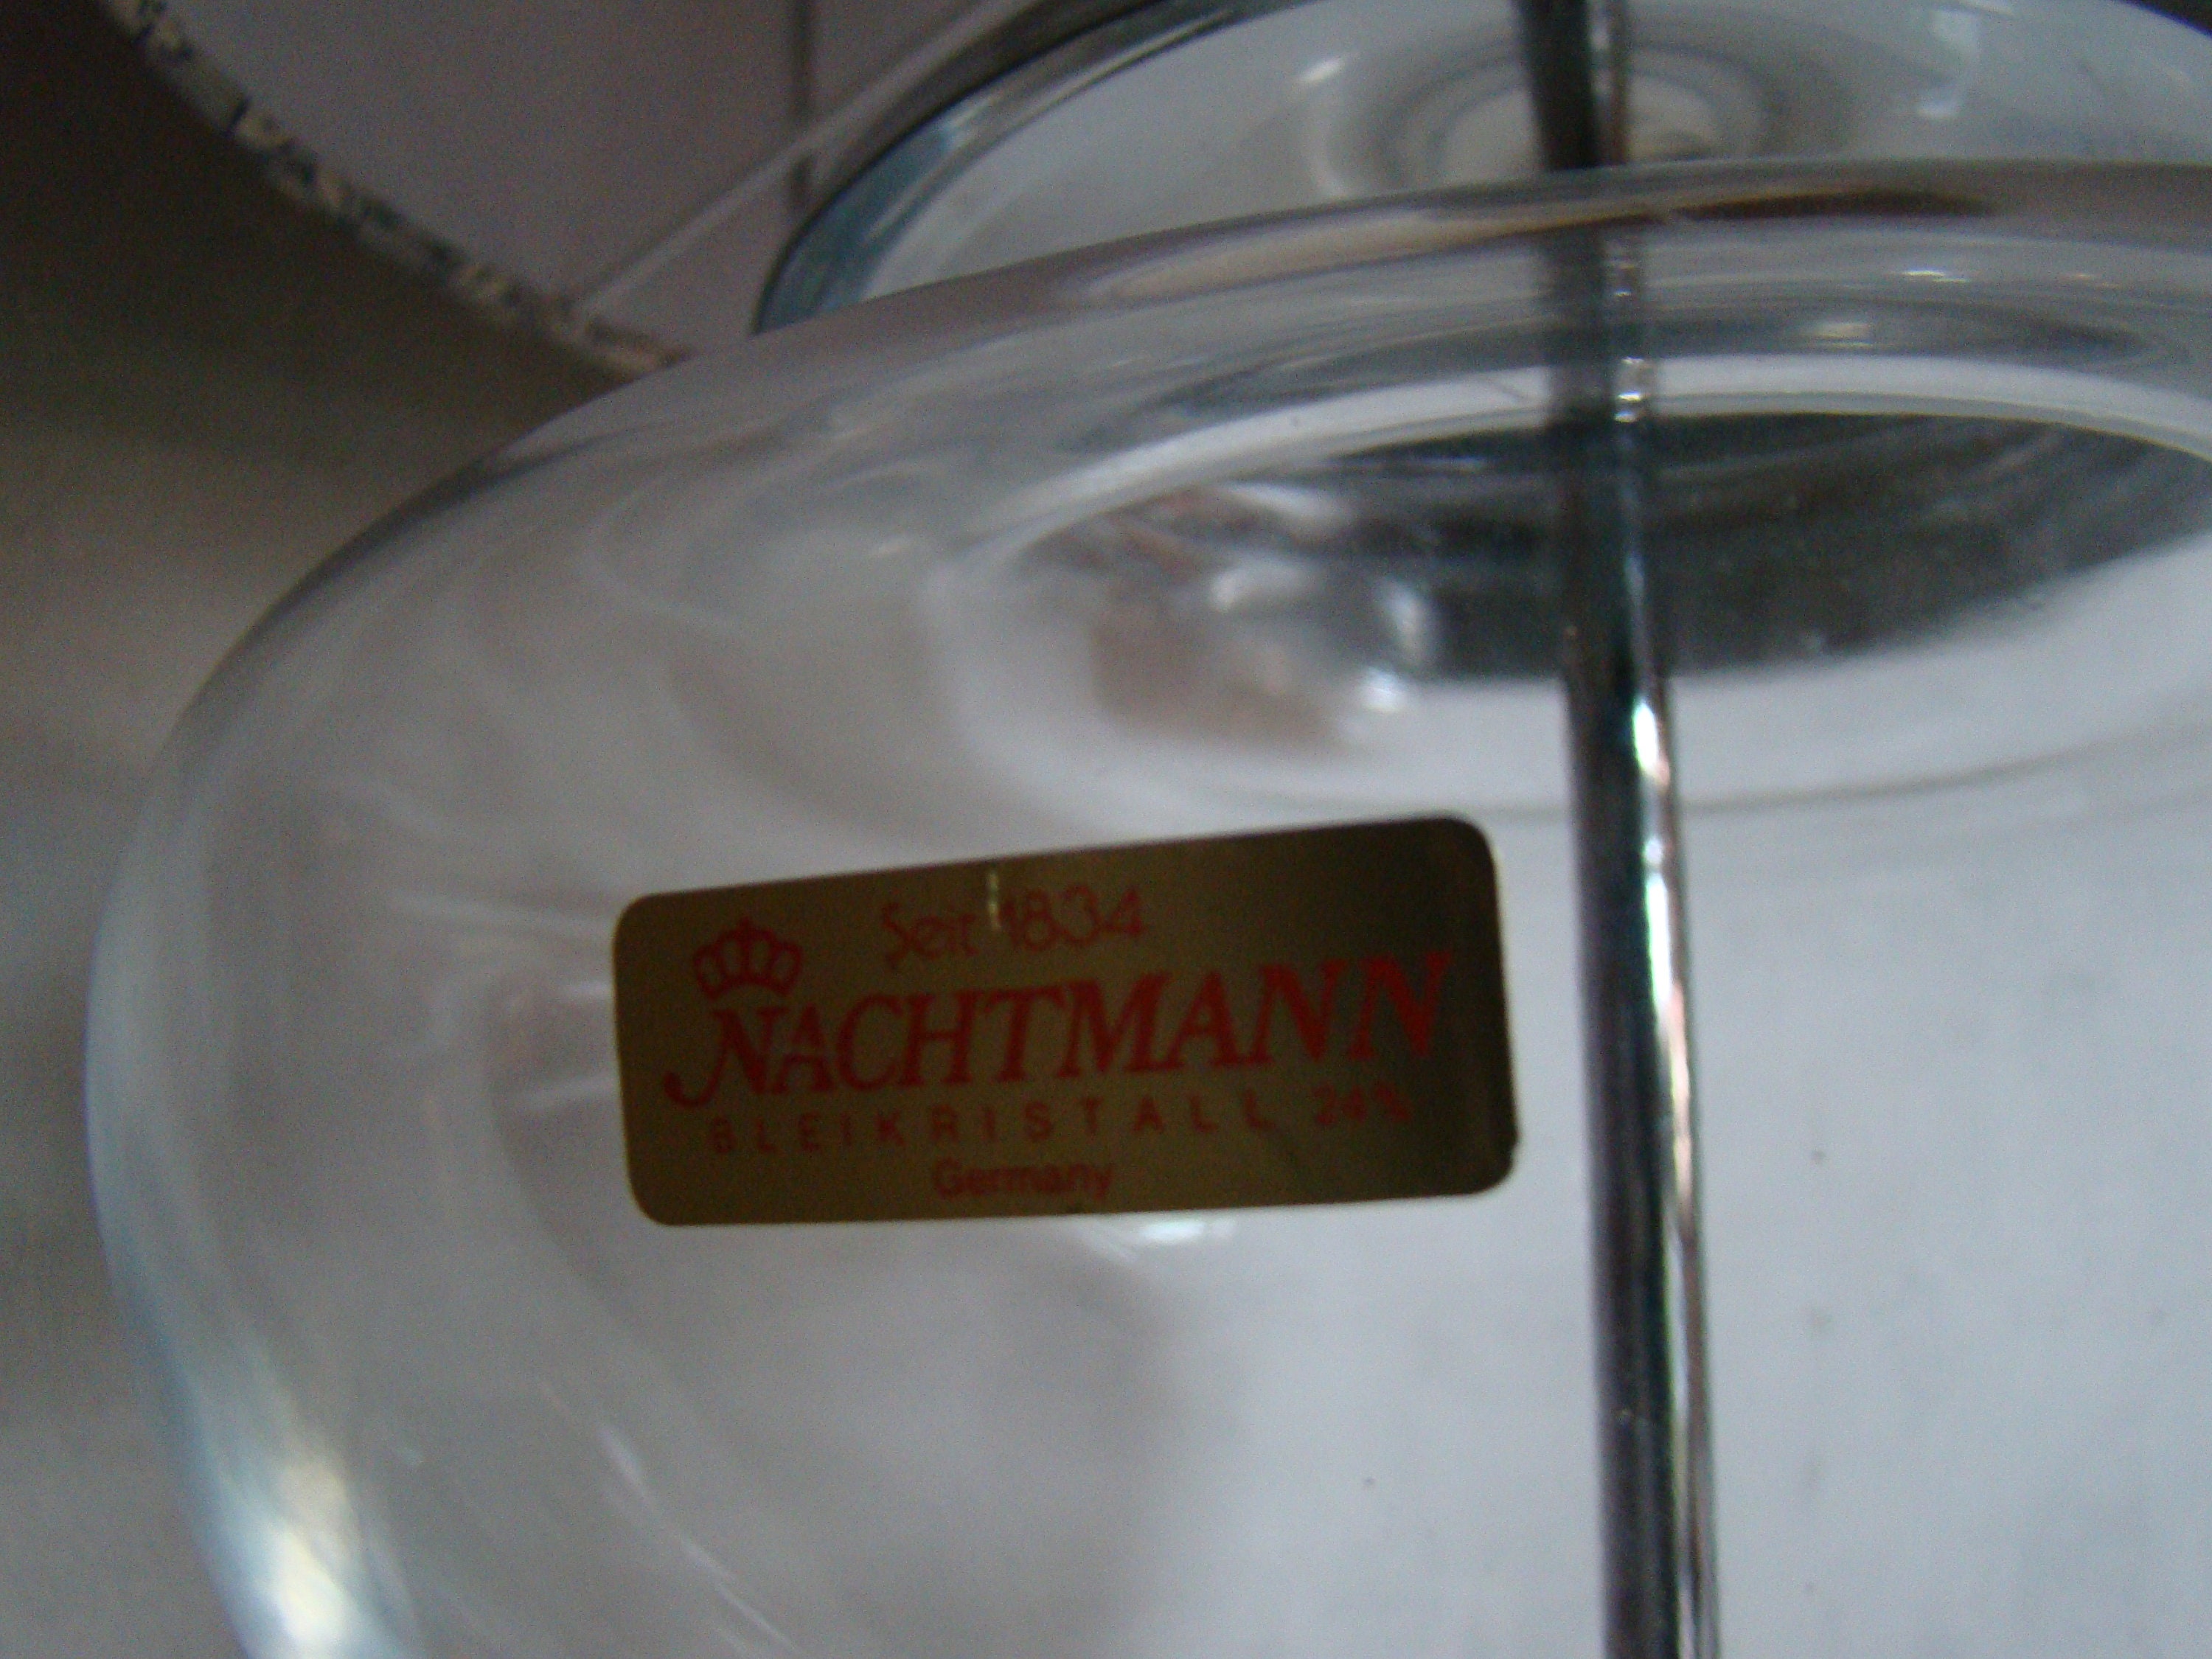 Seit 1834
NACHTMANN
BLEIKRISTALL 24%
Germany